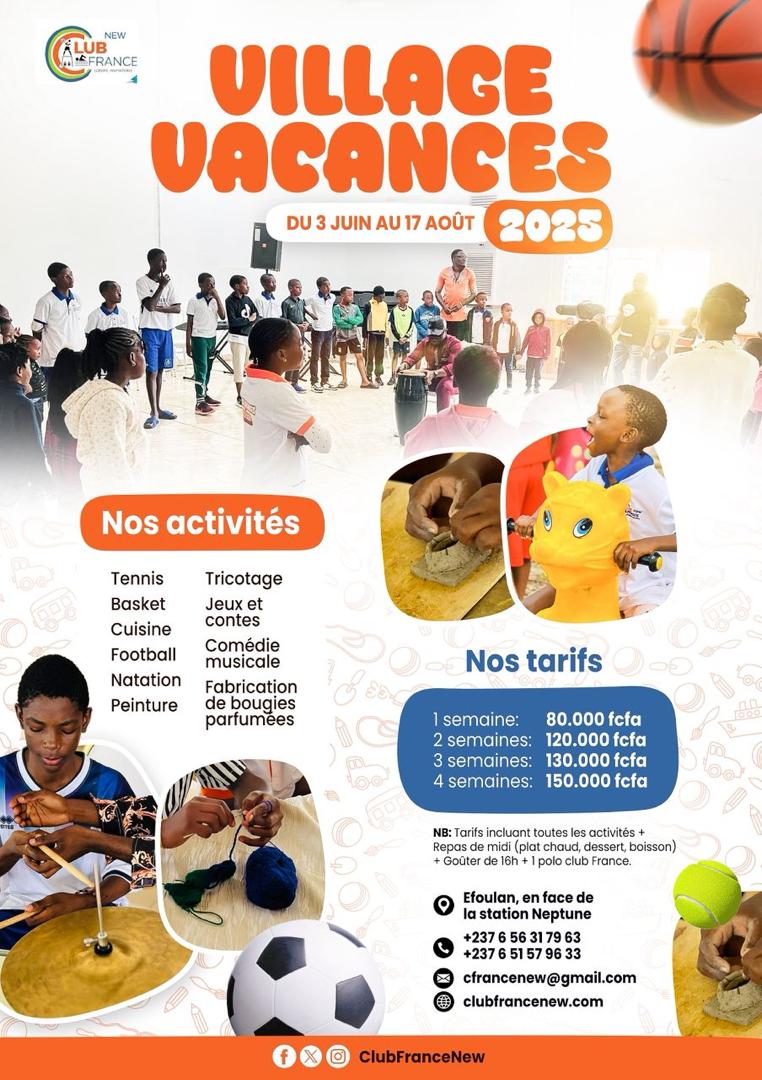 NEW
CLUB
FRANCE
VILLAGE
VACANCES
DU 3 JUIN AU 17 AOÛT
2025
Nos activités
Tennis
Basket
Cuisine
Football
Natation
Peinture
Tricotage
Jeux et
contes
Comédie
musicale
Fabrication
de bougies
parfumées
Nos tarifs
1 semaine: 80.000 fcfa
2 semaines: 120.000 fcfa
3 semaines: 130.000 fcfa
4 semaines: 150.000 fcfa
NB: Tarifs incluant toutes les activités +
Repas de midi (plat chaud, dessert, boisson)
+ Goûter de 16h + 1 polo club France.
Efoulan, en face de
la station Neptune
+237 6 56 31 79 63
+237 6 51 57 96 33
cfrancenew@gmail.com
clubfrancenew.com
ClubFranceNew